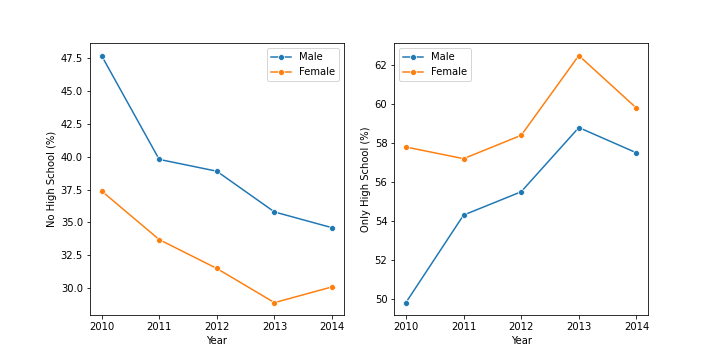 No High School (%)
47.5
45.0
42.5
40.0
37.5
35.0
32.5
30.0
2010 2011 2012 2013 2014
Year
Male
Female
Only High School (%)
62
60
58
56
54
52
50
2010 2011 2012 2013 2014
Year
Male
Female